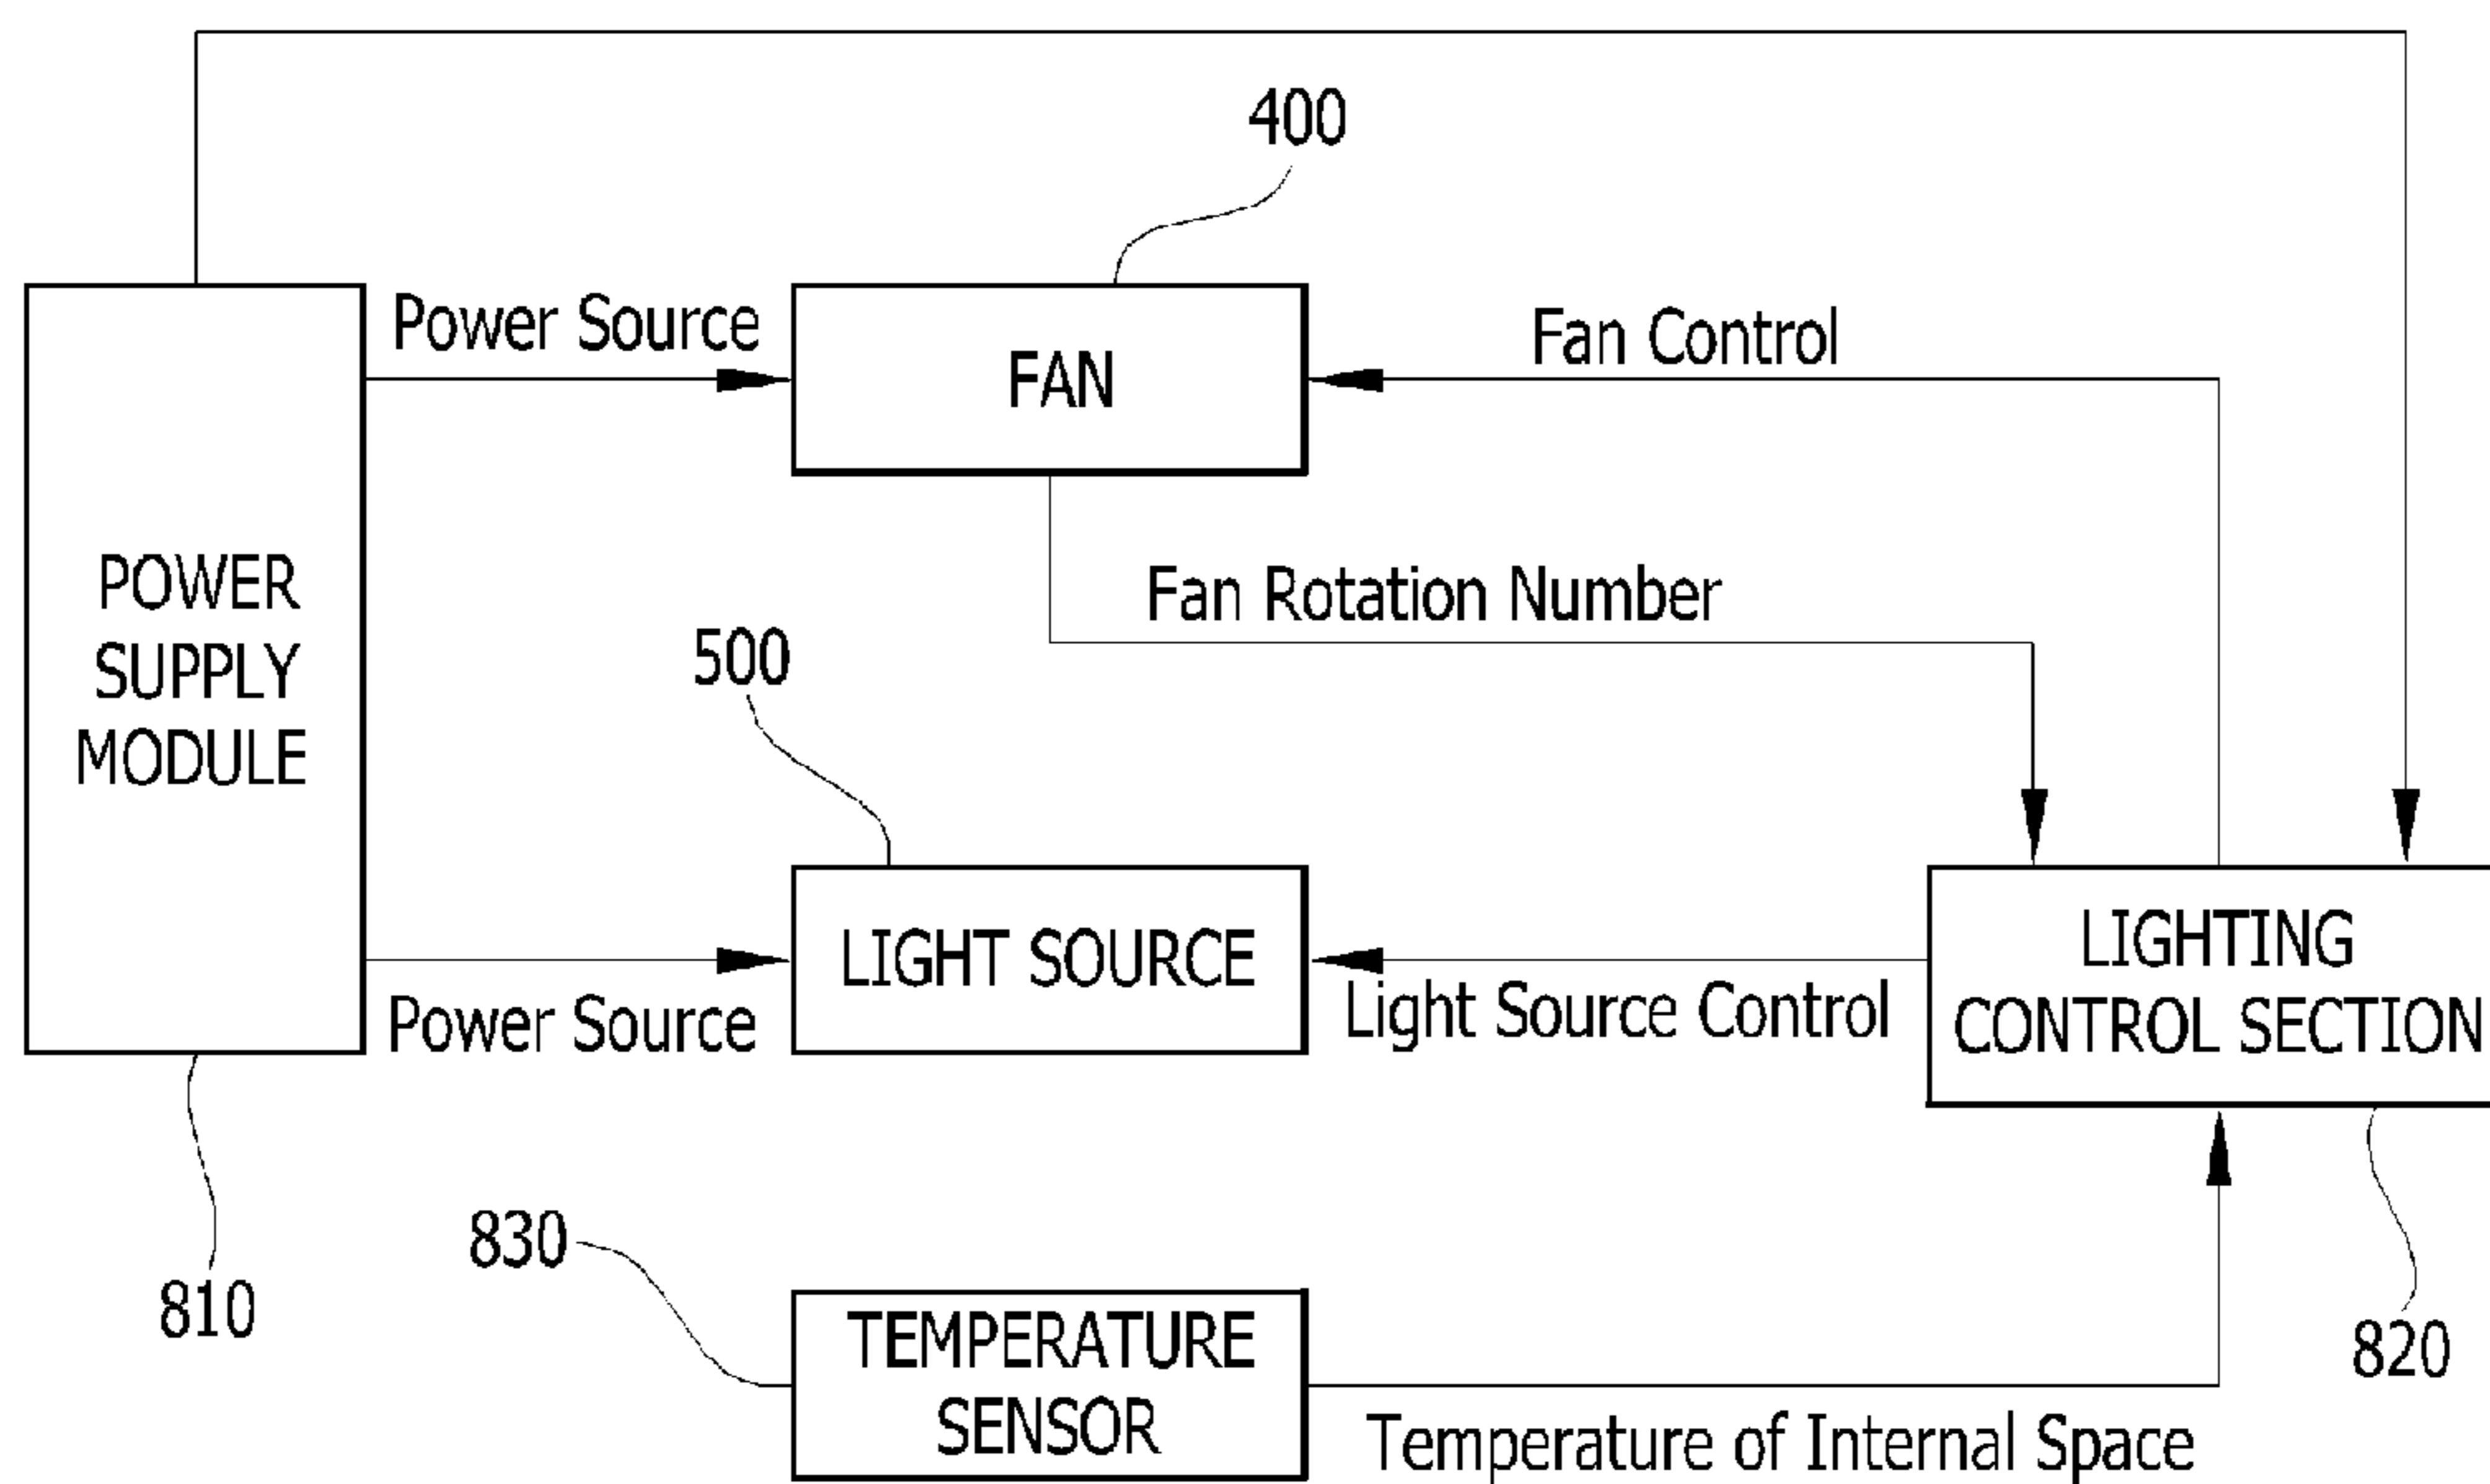 400
Power Source
FAN
Fan Control
POWER
SUPPLY
MODULE
Fan Rotation Number
500
LIGHT SOURCE
LIGHTING
CONTROL SECTION
Power Source
Light Source Control
830
810
TEMPERATURE
SENSOR
820
Temperature of Internal Space